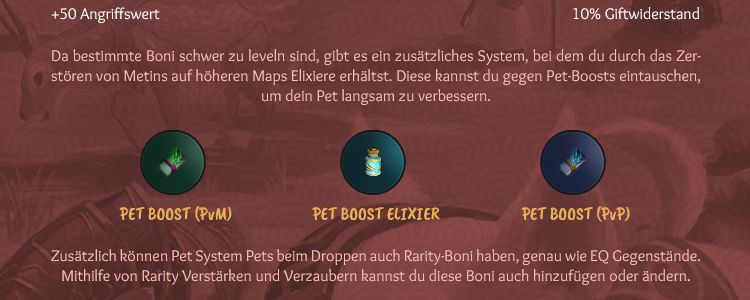 +50 Angriffswert 10% Giftwiderstand
Da bestimmte Boni schwer zu leveln sind, gibt es ein zusätzliches System, bei dem du durch das Zer-
stören von Metins auf höheren Maps Elixiere erhältst. Diese kannst du gegen Pet-Boosts eintauschen,
um dein Pet langsam zu verbessern.
PET BOOST (PvM) PET BOOST ELIXIER PET BOOST (PvP)
Zusätzlich können Pet System Pets beim Droppen auch Rarity-Boni haben, genau wie EQ Gegenstände.
Mithilfe von Rarity Verstärken und Verzaubern kannst du diese Boni auch hinzufügen oder ändern.